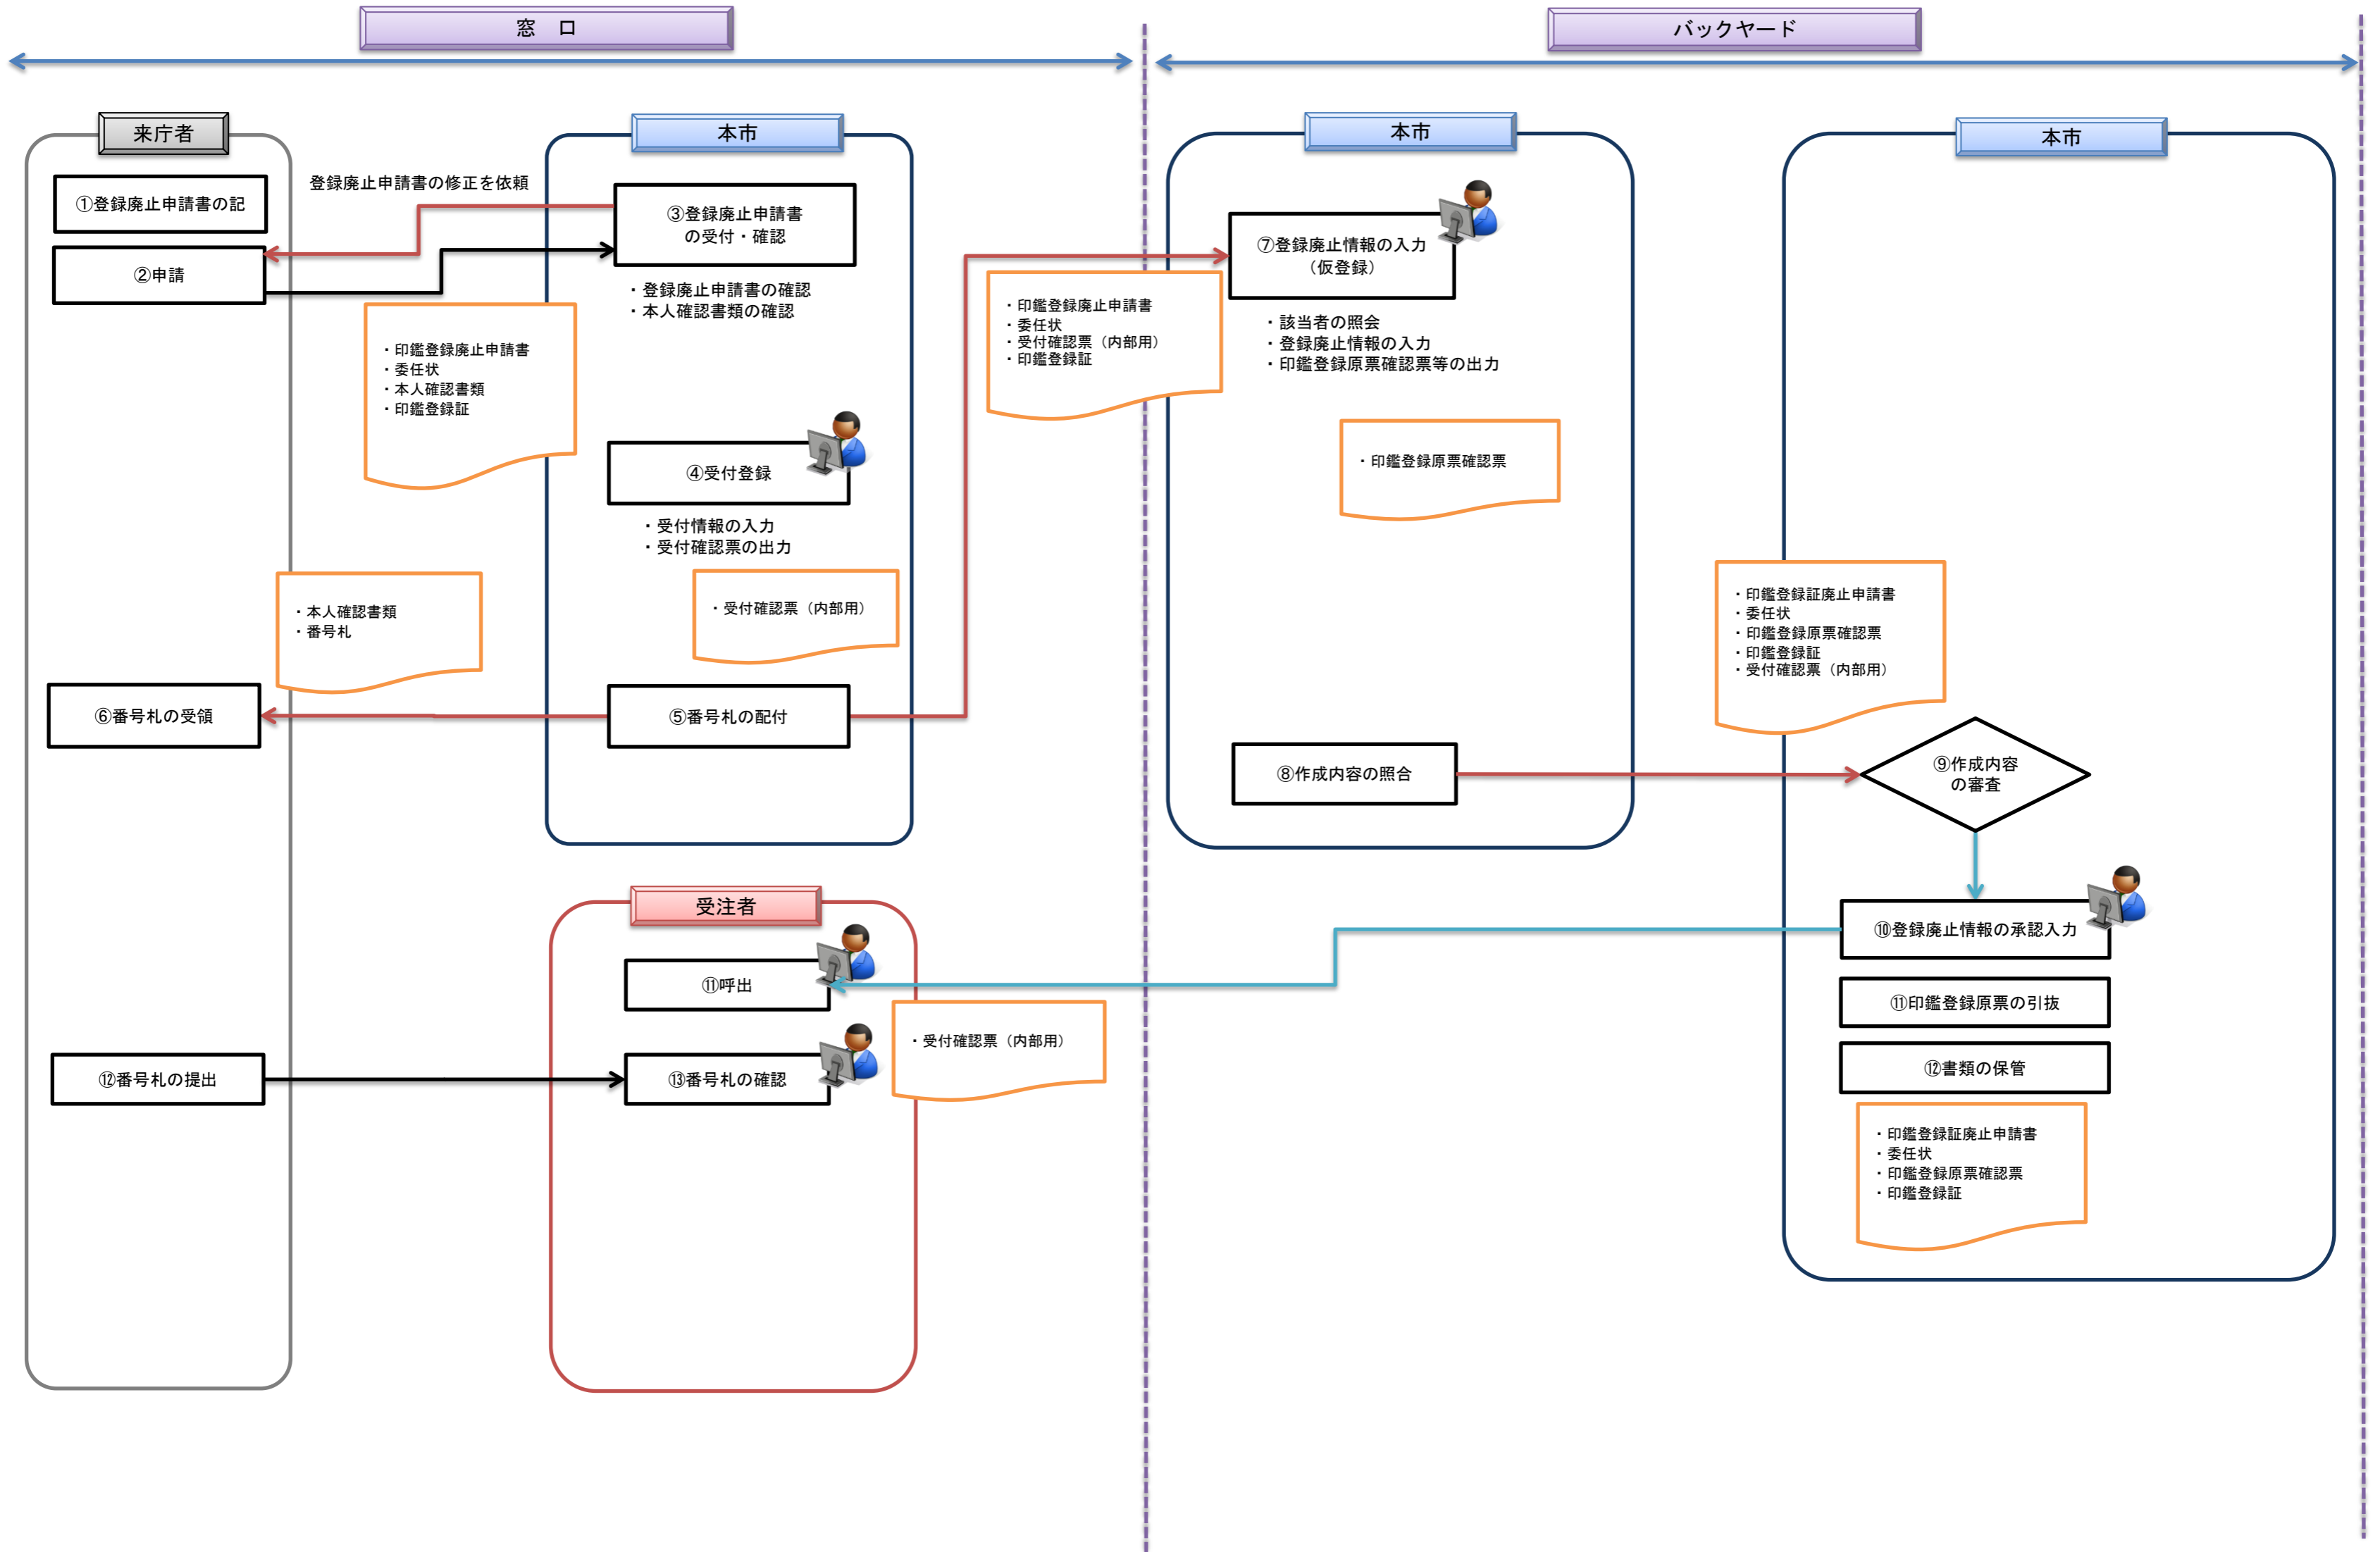 窓　口
バックヤード
来庁者
本市
本市
本市
①登録廃止申請書の記
②申請
登録廃止申請書の修正を依頼
③登録廃止申請書
の受付・確認
・登録廃止申請書の確認
・本人確認書類の確認
・印鑑登録廃止申請書
・委任状
・本人確認書類
・印鑑登録証
④受付登録
・受付情報の入力
・受付確認票の出力
・受付確認票（内部用）
・本人確認書類
・番号札
⑥番号札の受領
⑤番号札の配付
・印鑑登録廃止申請書
・委任状
・受付確認票（内部用）
・印鑑登録証
⑦登録廃止情報の入力
（仮登録）
・該当者の照会
・登録廃止情報の入力
・印鑑登録原票確認票等の出力
・印鑑登録原票確認票
⑧作成内容の照合
・印鑑登録証廃止申請書
・委任状
・印鑑登録原票確認票
・印鑑登録証
・受付確認票（内部用）
⑨作成内容
の審査
⑩登録廃止情報の承認入力
⑪印鑑登録原票の引抜
⑫書類の保管
・印鑑登録証廃止申請書
・委任状
・印鑑登録原票確認票
・印鑑登録証
受注者
⑪呼出
・受付確認票（内部用）
⑫番号札の提出
⑬番号札の確認